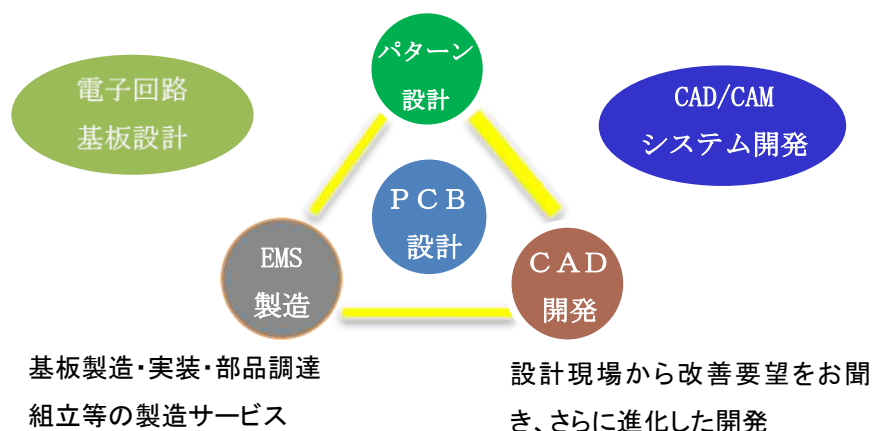 パターン
設計
電子回路
基板設計
CAD/CAM
システム開発
ＰＣＢ
設計
EMS
製造
ＣＡＤ
開発
基板製造・実装・部品調達
組立等の製造サービス
設計現場から改善要望をお聞
き、さらに進化した開発